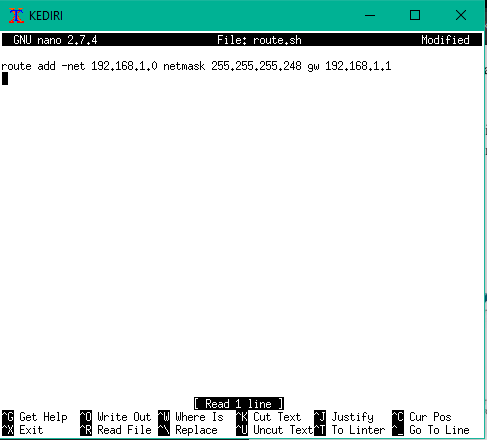 KEDIRI
GNU nano 2.7.4 File: route.sh Modified
route add -net 192.168.1.0 netmask 255.255.255.248 gw 192.168.1.1
[ Read 1 line ]
^G Get Help ^O Write Out ^W Where Is ^K Cut Text ^J Justify ^C Cur Pos
^X Exit ^R Read File ^\ Replace ^U Uncut Text ^T To Linter ^_ Go To Line